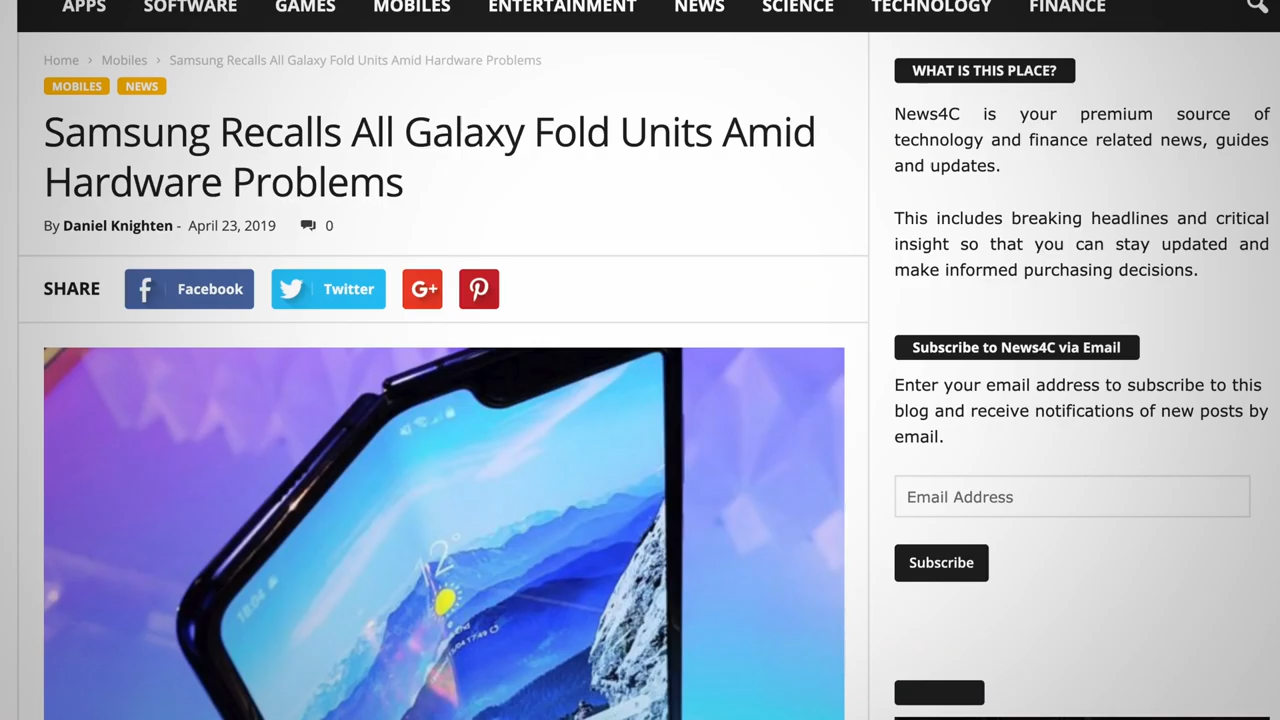 APPS SOFTWARE GAMES MOBILES ENTERTAINMENT NEWS SCIENCE TECHNOLOGY FINANCE
Home › Mobiles › Samsung Recalls All Galaxy Fold Units Amid Hardware Problems
MOBILES NEWS
Samsung Recalls All Galaxy Fold Units Amid
Hardware Problems
By Daniel Knighten - April 23, 2019 0
SHARE Facebook Twitter G+
12°
WHAT IS THIS PLACE?
News4C is your premium source of
technology and finance related news, guides
and updates.
This includes breaking headlines and critical
insight so that you can stay updated and
make informed purchasing decisions.
Subscribe to News4C via Email
Enter your email address to subscribe to this
blog and receive notifications of new posts by
email.
Email Address
Subscribe